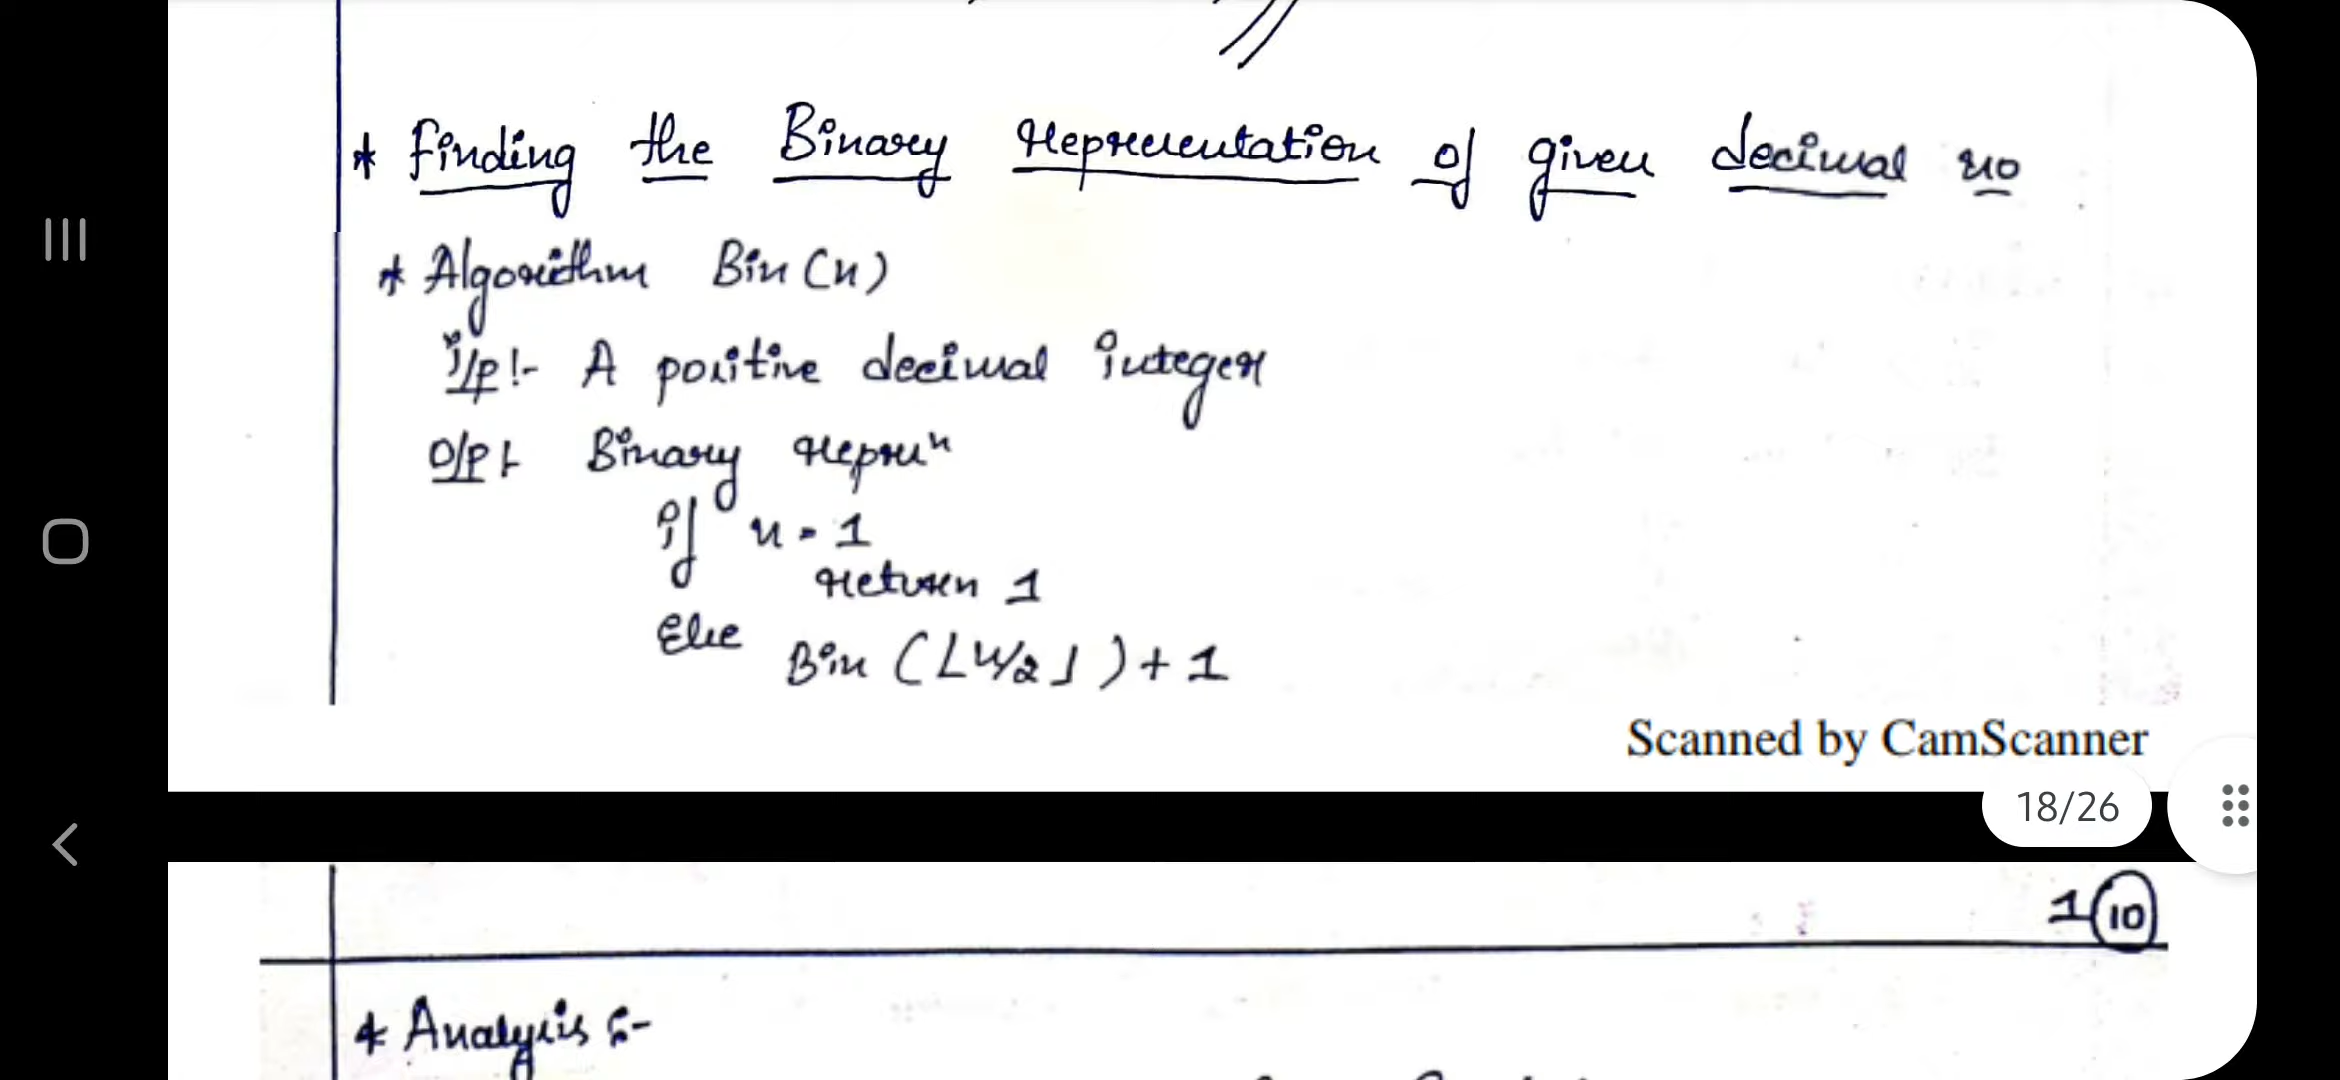 * Finding the Binary Representation of given decimal no
* Algorithm Bin (n)
i/p :- A positive decimal integer
O/P :- Binary represn
if n = 1
return 1
Else
Bin (⌊n/2⌋) + 1
Scanned by CamScanner
18/26
1 10
* Analysis :-